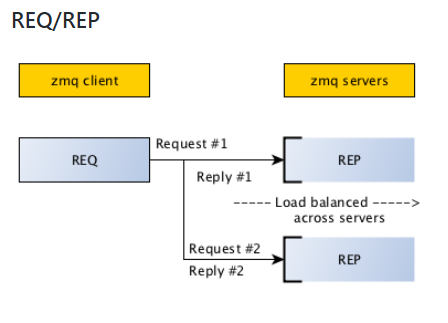 REQ/REP
zmq client
zmq servers
Request #1
REQ
REP
Reply #1
----- Load balanced ----->
across servers
Request #2
REP
Reply #2